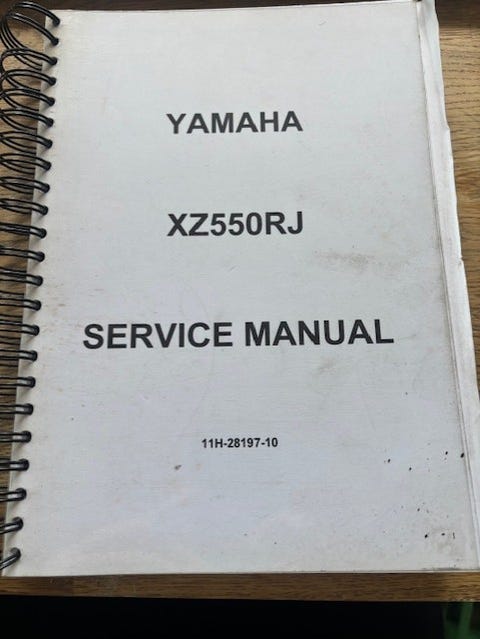 YAMAHA
XZ550RJ
SERVICE MANUAL
11H-28197-10